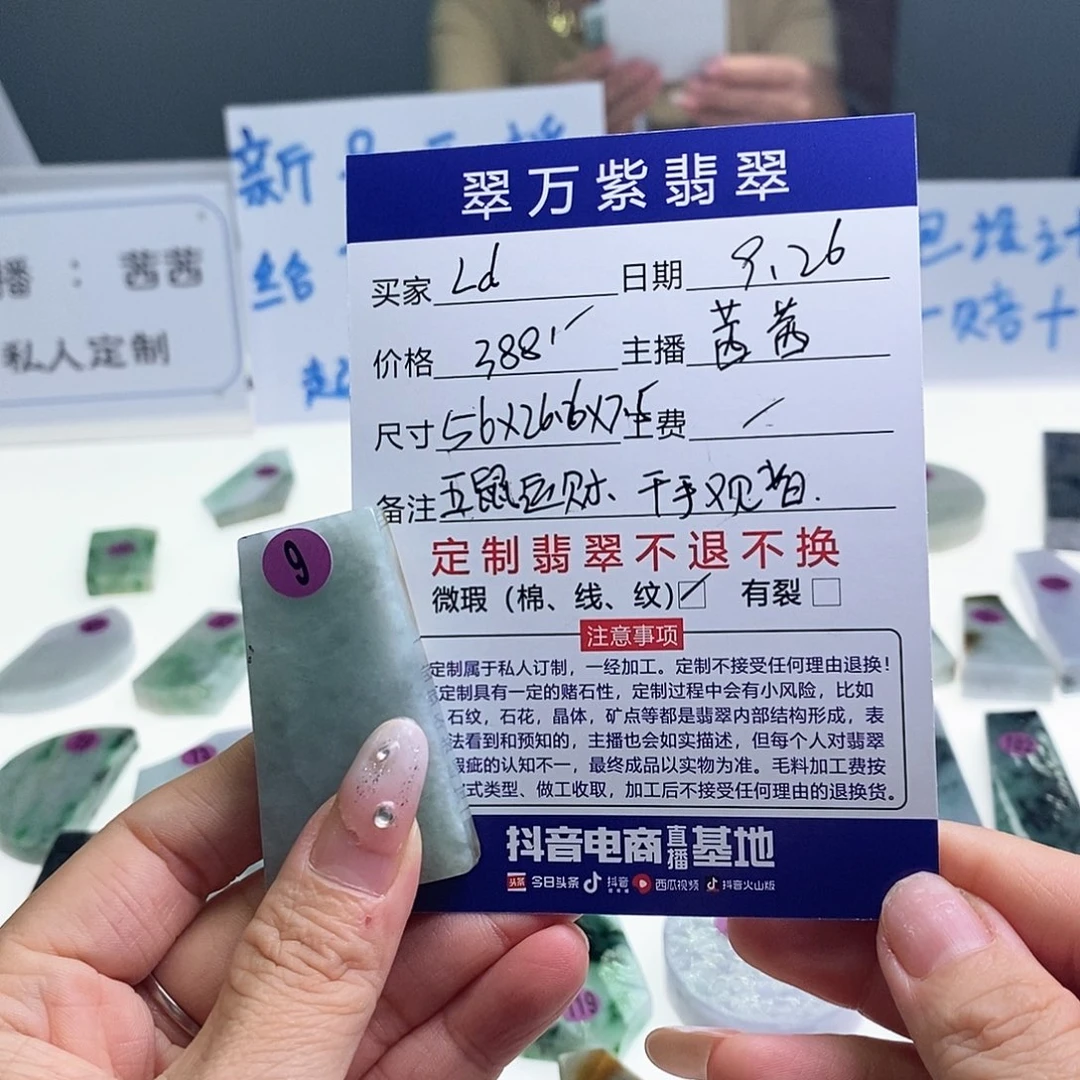 翠万紫翡翠
买家 Ld 日期 9.26
价格 388 主播 茜茜
尺寸 56X26.6X7.5 费
备注 五鼠运财、千手观音.
定制翡翠不退不换
微瑕（棉、线、纹） 有裂
注意事项
定制属于私人订制，一经加工。定制不接受任何理由退换！
定制具有一定的赌石性，定制过程中会有小风险，比如
石纹，石花，晶体，矿点等都是翡翠内部结构形成，表
法看到和预知的，主播也会如实描述，但每个人对翡翠
瑕疵的认知不一，最终成品以实物为准。毛料加工费按
式类型、做工收取，加工后不接受任何理由的退换货。
抖音电商直播基地
头条 今日头条 抖音 西瓜视频 抖音火山版
9
播：茜茜
私人定制
新
给
起
一赔十
119
122